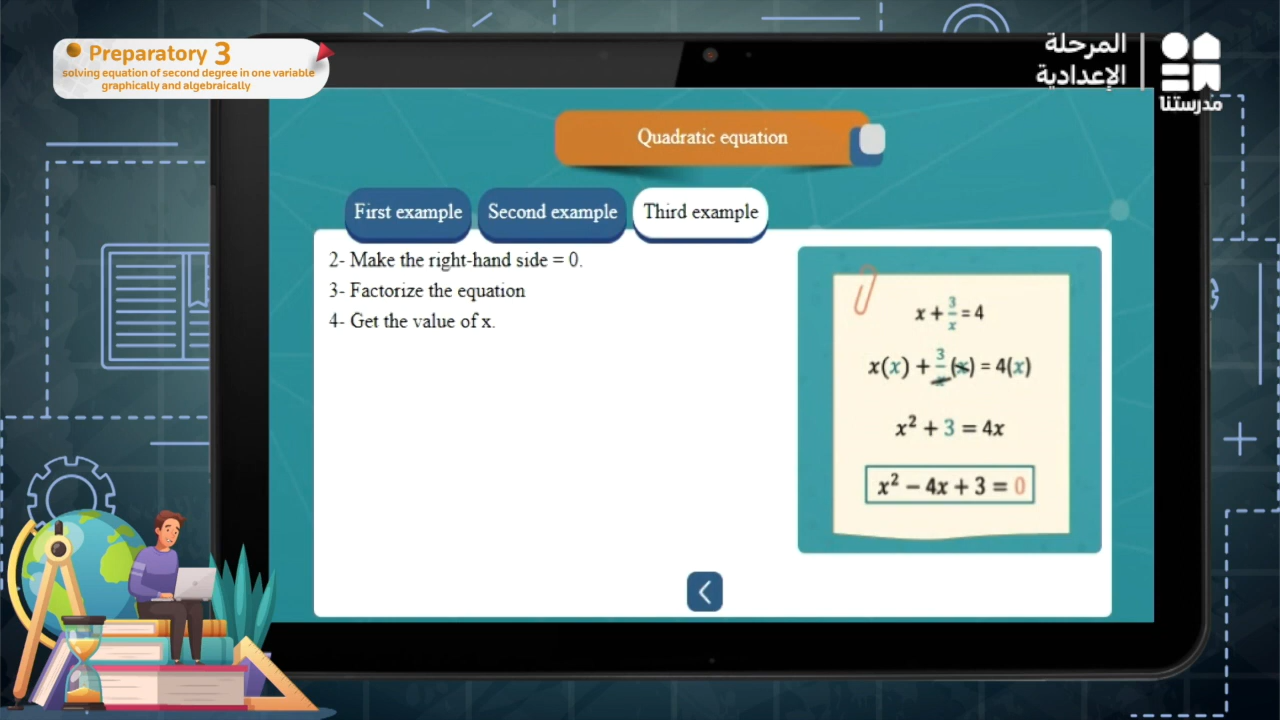 Preparatory 3
solving equation of second degree in one variable
graphically and algebraically
المرحلة
الإعدادية
مدرستنا
Quadratic equation
First example
Second example
Third example
2- Make the right-hand side = 0.
3- Factorize the equation
4- Get the value of x.
x + 3/x = 4
x(x) + 3/x (x) = 4(x)
x² + 3 = 4x
x² – 4x + 3 = 0